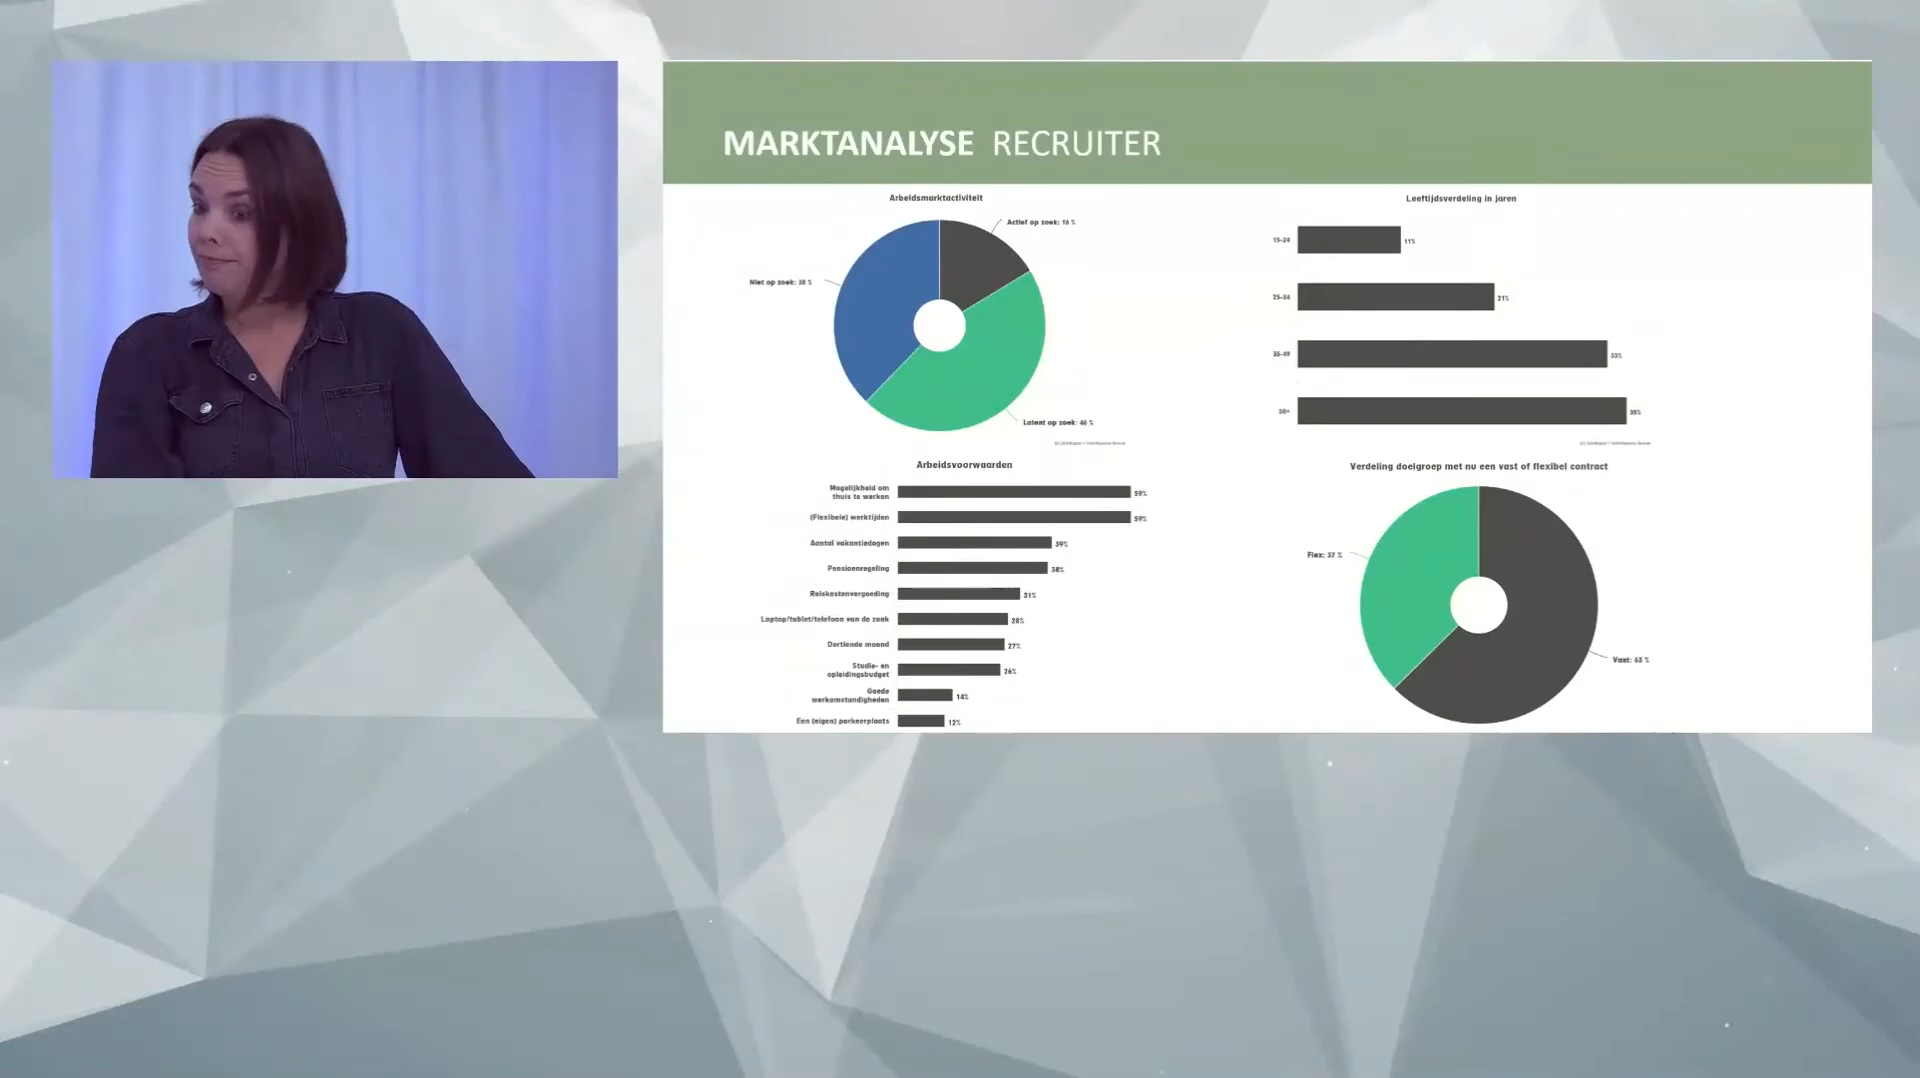 MARKTANALYSE RECRUITER
Arbeidsmarktactiviteit
Actief op zoek: 16 %
Niet op zoek: 38 %
Latent op zoek: 46 %
Leeftijdsverdeling in jaren
15-24
11%
25-34
21%
35-49
33%
50+
35%
Arbeidsvoorwaarden
Mogelijkheid om
thuis te werken
59%
(Flexibele) werktijden
59%
Aantal vakantiedagen
39%
Pensioenregeling
38%
Reiskostenvergoeding
31%
Laptop/tablet/telefoon van de zaak
28%
Dertiende maand
27%
Studie- en
opleidingsbudget
26%
Goede
werkomstandigheden
14%
Een (eigen) parkeerplaats
12%
Verdeling doelgroep met nu een vast of flexibel contract
Flex: 37 %
Vast: 63 %